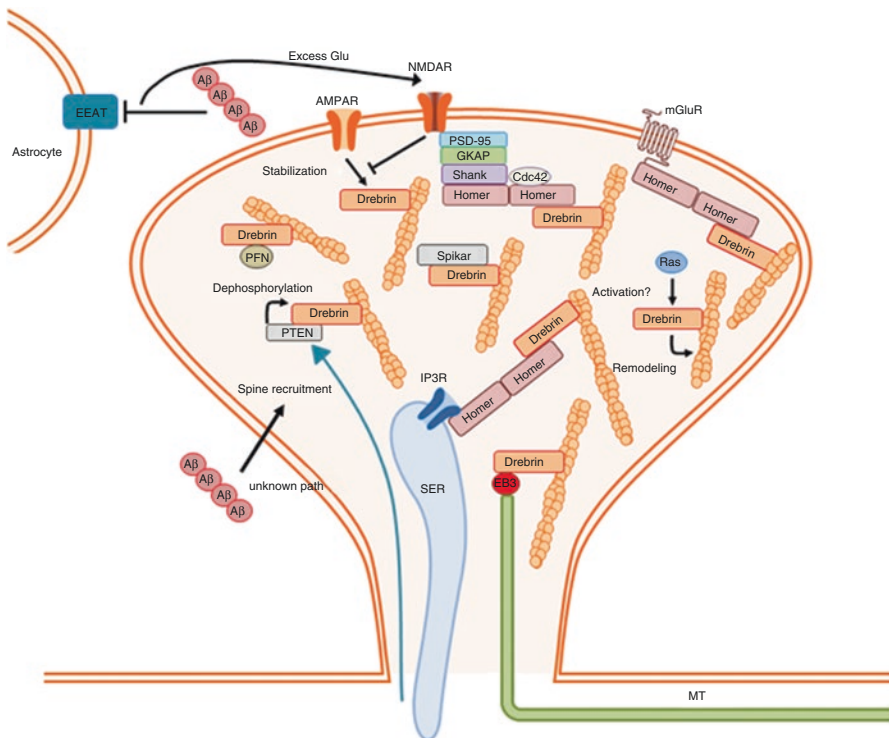 Excess Glu
NMDAR
Aβ
Aβ
Aβ
Aβ
EEAT
AMPAR
mGluR
Astrocyte
PSD-95
GKAP
Stabilization
Shank
Cdc42
Homer
Homer
Homer
Homer
Drebrin
Drebrin
Drebrin
Drebrin
PFN
Spikar
Drebrin
Ras
Dephosphorylation
Activation?
Drebrin
PTEN
Drebrin
Drebrin
Remodeling
Homer
Homer
IP3R
Spine recruitment
Aβ
Aβ
Aβ
Aβ
unknown path
SER
Drebrin
EB3
MT